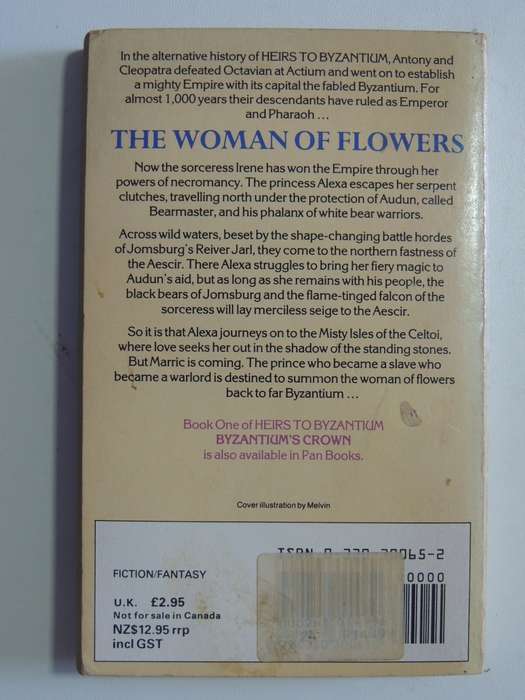 In the alternative history of HEIRS TO BYZANTIUM, Antony and
Cleopatra defeated Octavian at Actium and went on to establish
a mighty Empire with its capital the fabled Byzantium. For
almost 1,000 years their descendants have ruled as Emperor
and Pharaoh ...
THE WOMAN OF FLOWERS
Now the sorceress Irene has won the Empire through her
powers of necromancy. The princess Alexa escapes her serpent
clutches, travelling north under the protection of Audun, called
Bearmaster, and his phalanx of white bear warriors.
Across wild waters, beset by the shape-changing battle hordes
of Jomsburg's Reiver Jarl, they come to the northern fastness of
the Aescir. There Alexa struggles to bring her fiery magic to
Audun's aid, but as long as she remains with his people, the
black bears of Jomsburg and the flame-tinged falcon of the
sorceress will lay merciless seige to the Aescir.
So it is that Alexa journeys on to the Misty Isles of the Celtoi,
where love seeks her out in the shadow of the standing stones.
But Marric is coming. The prince who became a slave who
became a warlord is destined to summon the woman of flowers
back to far Byzantium ...
Book One of HEIRS TO BYZANTIUM
BYZANTIUM'S CROWN
is also available in Pan Books.
Cover illustration by Melvin
ISBN 0 65-2
0000
FICTION/FANTASY
U.K. £2.95
Not for sale in Canada
NZ$12.95 rrp
incl GST